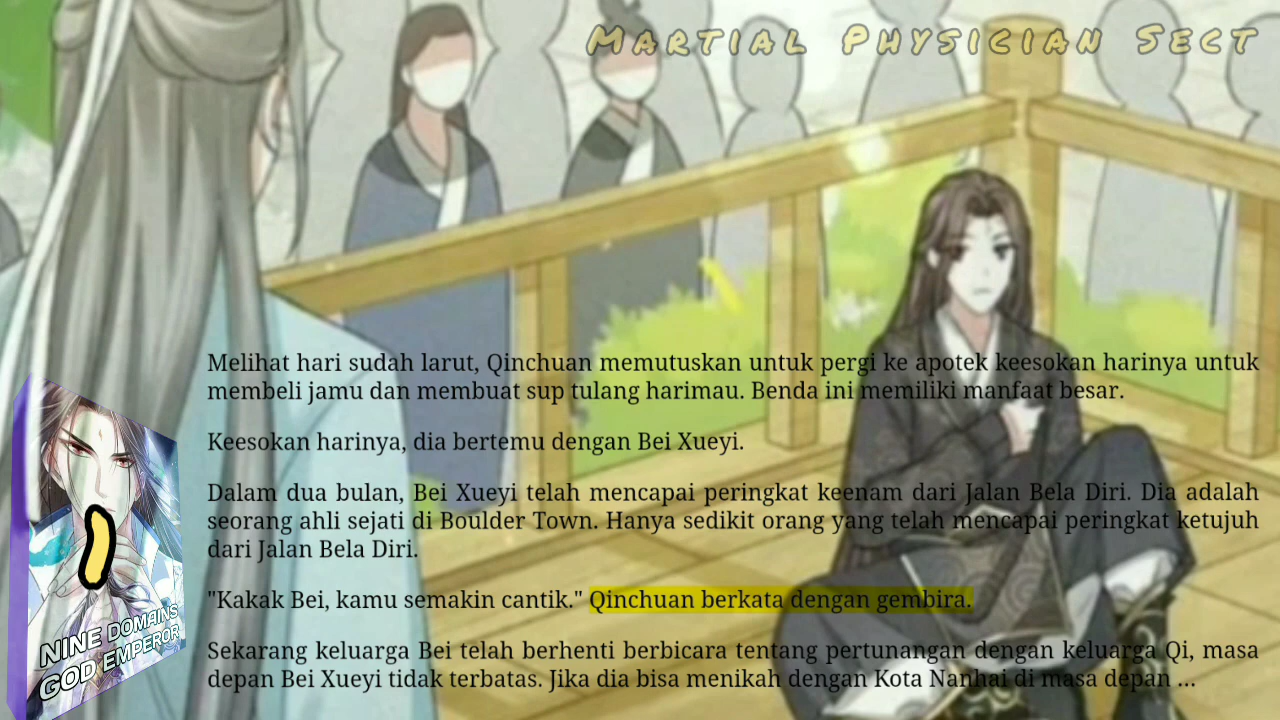 MARTIAL PHYSICIAN SECT
Melihat hari sudah larut, Qinchuan memutuskan untuk pergi ke apotek keesokan harinya untuk
membeli jamu dan membuat sup tulang harimau. Benda ini memiliki manfaat besar.
Keesokan harinya, dia bertemu dengan Bei Xueyi.
Dalam dua bulan, Bei Xueyi telah mencapai peringkat keenam dari Jalan Bela Diri. Dia adalah
seorang ahli sejati di Boulder Town. Hanya sedikit orang yang telah mencapai peringkat ketujuh
dari Jalan Bela Diri.
"Kakak Bei, kamu semakin cantik." Qinchuan berkata dengan gembira.
Sekarang keluarga Bei telah berhenti berbicara tentang pertunangan dengan keluarga Qi, masa
depan Bei Xueyi tidak terbatas. Jika dia bisa menikah dengan Kota Nanhai di masa depan ...
NINE DOMAINS
GOD EMPEROR